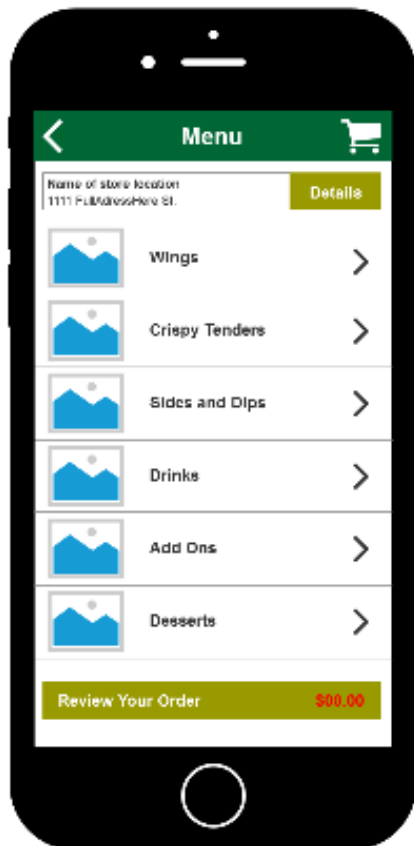 Menu
Name of store location
1111 FullAdressHere St.
Details
Wings
Crispy Tenders
Sides and Dips
Drinks
Add Ons
Desserts
Review Your Order $00.00